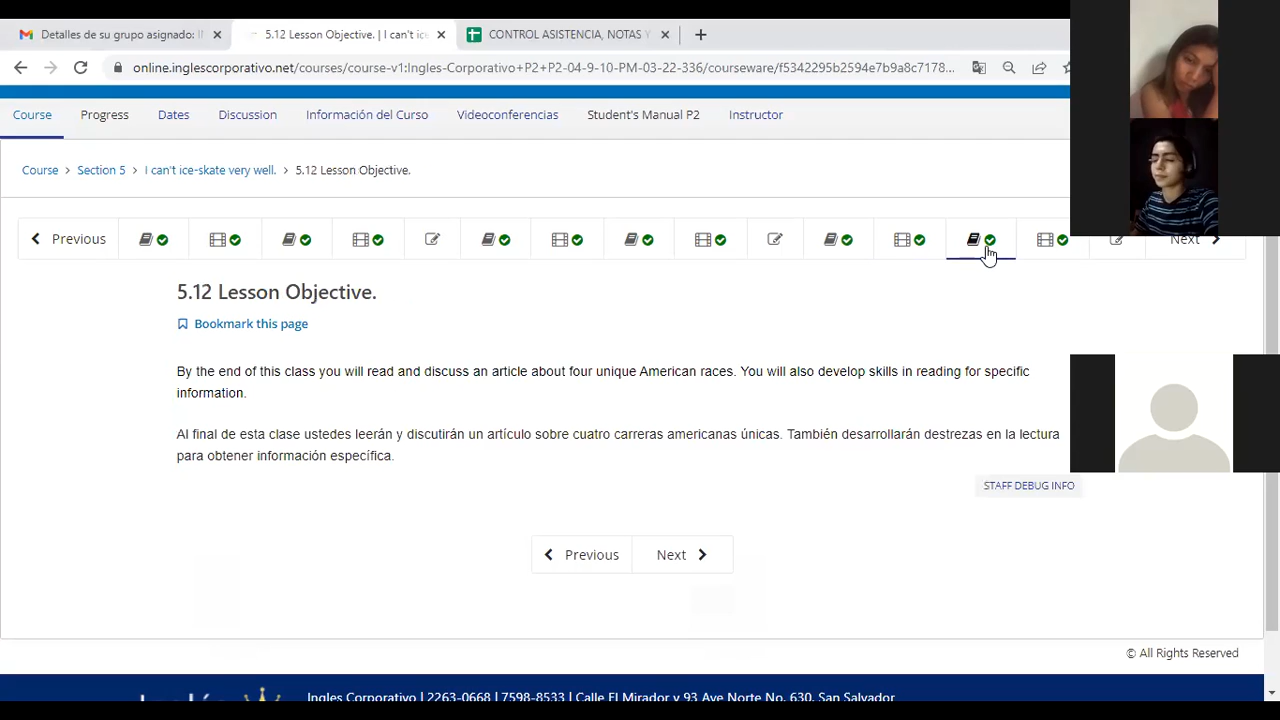 Detalles de su grupo asignado: I
5.12 Lesson Objective. | I can't ice
CONTROL ASISTENCIA, NOTAS Y
online.inglescorporativo.net/courses/course-v1:Ingles-Corporativo+P2+P2-04-9-10-PM-03-22-336/courseware/f5342295b2594e7b9a8c7178...
Course Progress Dates Discussion Información del Curso Videoconferencias Student's Manual P2 Instructor
Course > Section 5 > I can't ice-skate very well. > 5.12 Lesson Objective.
Previous Next
5.12 Lesson Objective.
Bookmark this page
By the end of this class you will read and discuss an article about four unique American races. You will also develop skills in reading for specific
information.
Al final de esta clase ustedes leerán y discutirán un artículo sobre cuatro carreras americanas únicas. También desarrollarán destrezas en la lectura
para obtener información específica.
STAFF DEBUG INFO
Previous Next
© All Rights Reserved
Ingles Corporativo | 2263-0668 | 7598-8533 | Calle El Mirador y 93 Ave Norte No. 630, San Salvador